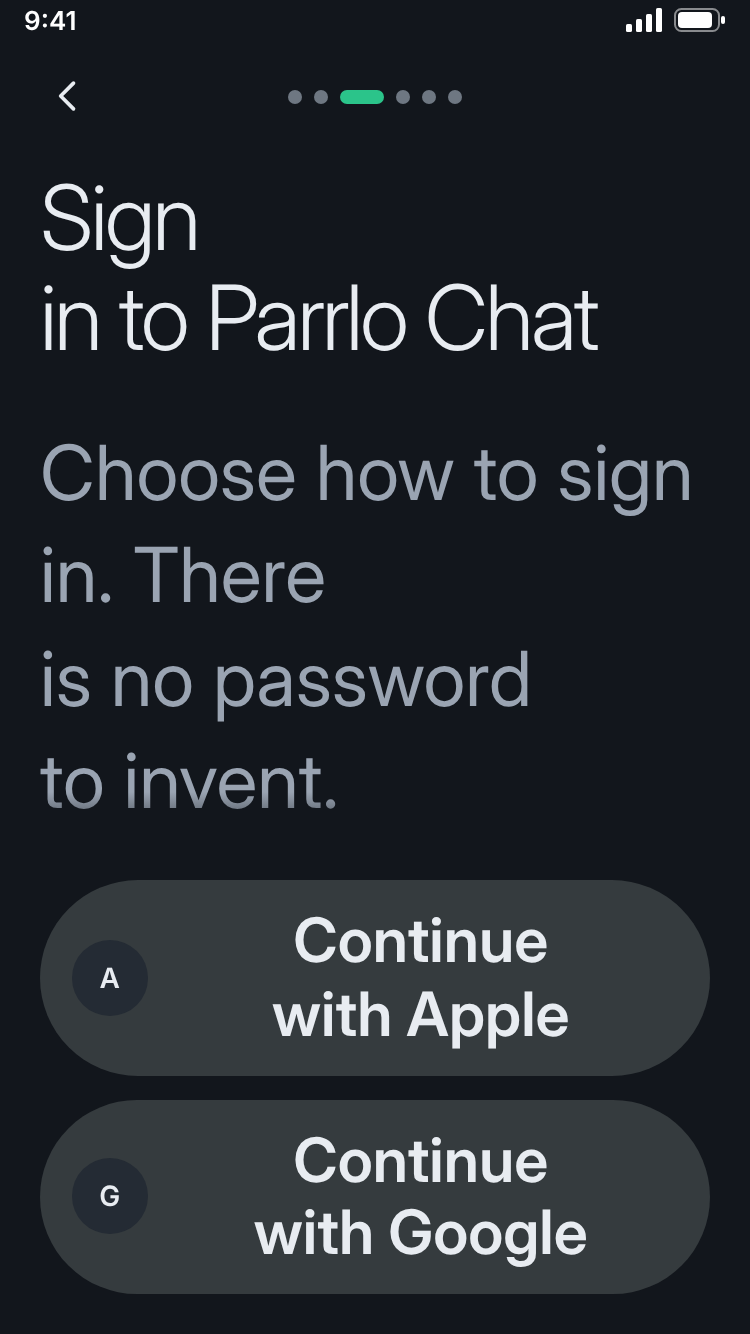 9:41
Sign
in to Parrlo Chat
Choose how to sign
in. There
is no password
to invent.
A
Continue
with Apple
G
Continue
with Google